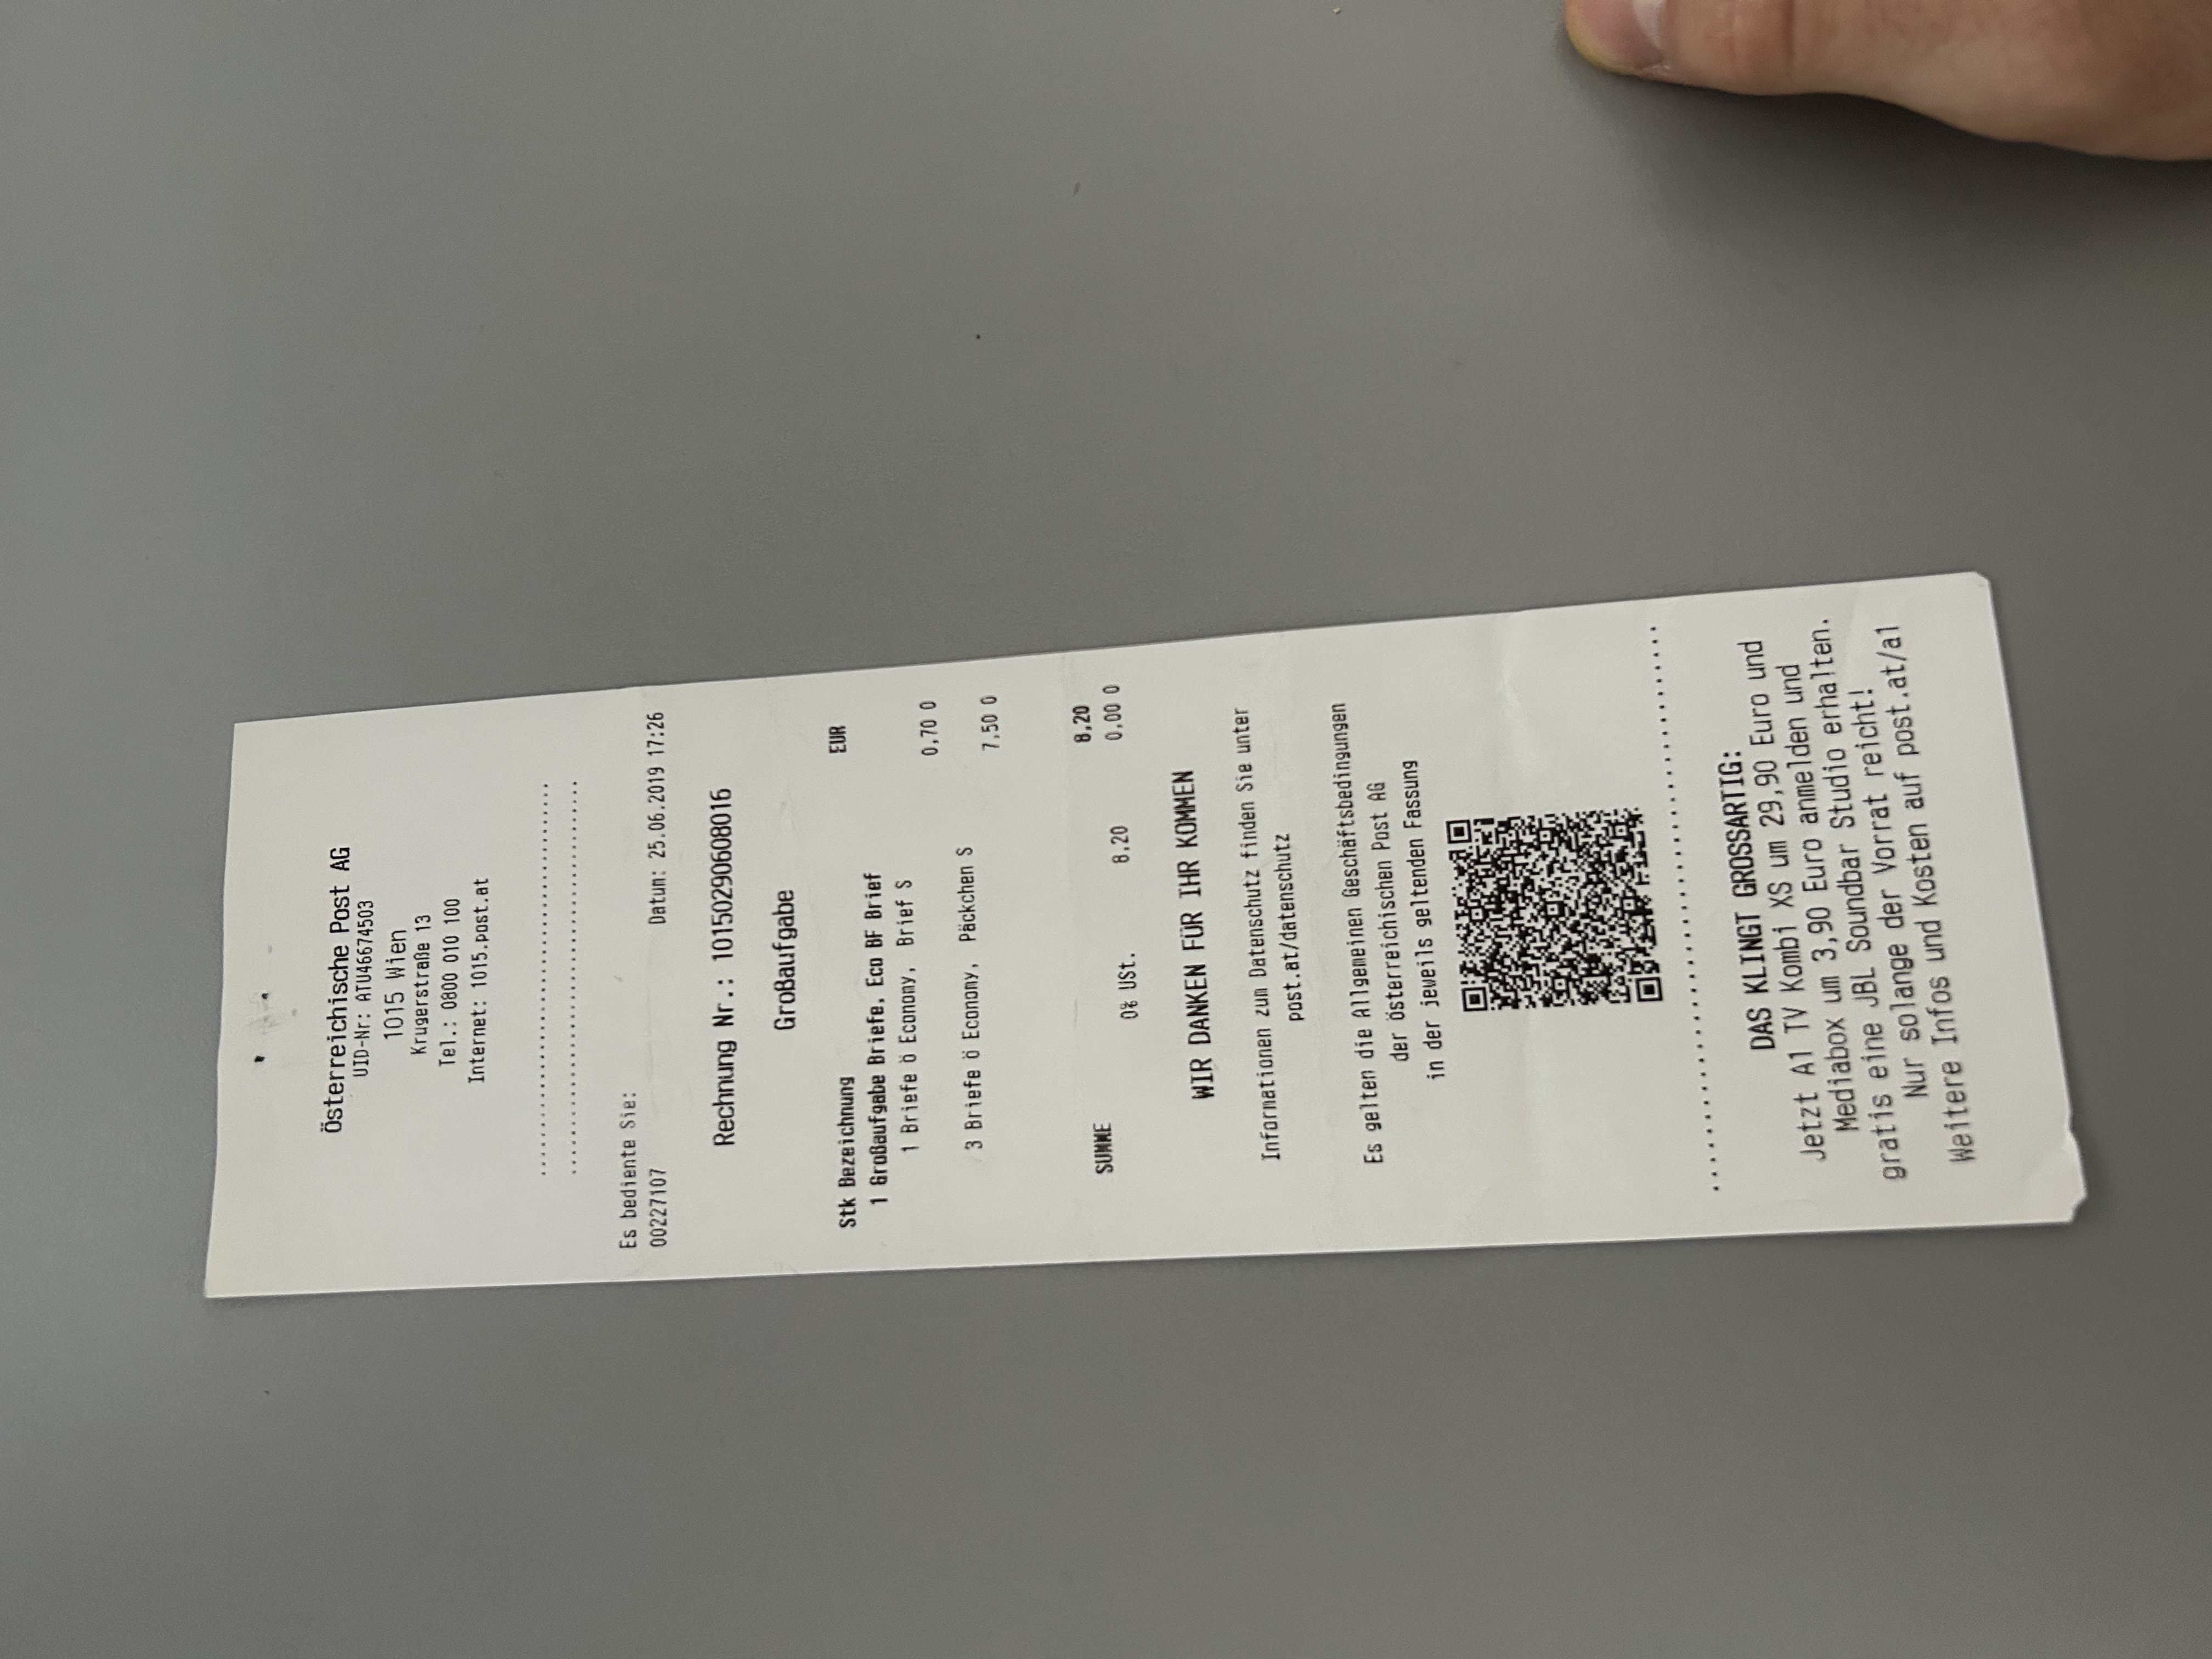 Österreichische Post AG
UID-Nr: ATU46674503
1015 Wien
Krugerstraße 13
Tel.: 0800 010 100
Internet: 1015.post.at
Es bediente Sie:
00227107 Datum: 25.06.2019 17:26
Rechnung Nr.: 10150290608016
Großaufgabe
Stk Bezeichnung EUR
1 Großaufgabe Briefe, Eco BF Brief
1 Briefe ö Economy, Brief S
0,70 0
3 Briefe ö Economy, Päckchen S
7,50 0
SUMME 8,20
0% USt. 8,20 0,00 0
WIR DANKEN FÜR IHR KOMMEN
Informationen zum Datenschutz finden Sie unter
post.at/datenschutz
Es gelten die Allgemeinen Geschäftsbedingungen
der Österreichischen Post AG
in der jeweils geltenden Fassung
DAS KLINGT GROSSARTIG:
Jetzt A1 TV Kombi XS um 29,90 Euro und
Mediabox um 3,90 Euro anmelden und
gratis eine JBL Soundbar Studio erhalten.
Nur solange der Vorrat reicht!
Weitere Infos und Kosten auf post.at/a1